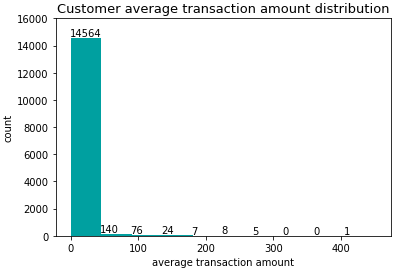 Customer average transaction amount distribution
16000
14564
14000
12000
10000
8000
6000
4000
2000
0
140 76 24 7 8 5 0 0 1
0 100 200 300 400
count
average transaction amount